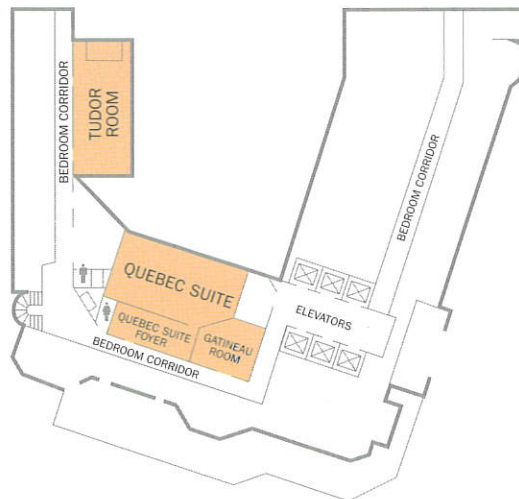 BEDROOM CORRIDOR
TUDOR
ROOM
BEDROOM CORRIDOR
QUEBEC SUITE
ELEVATORS
QUEBEC SUITE
FOYER
GATINEAU
ROOM
BEDROOM CORRIDOR